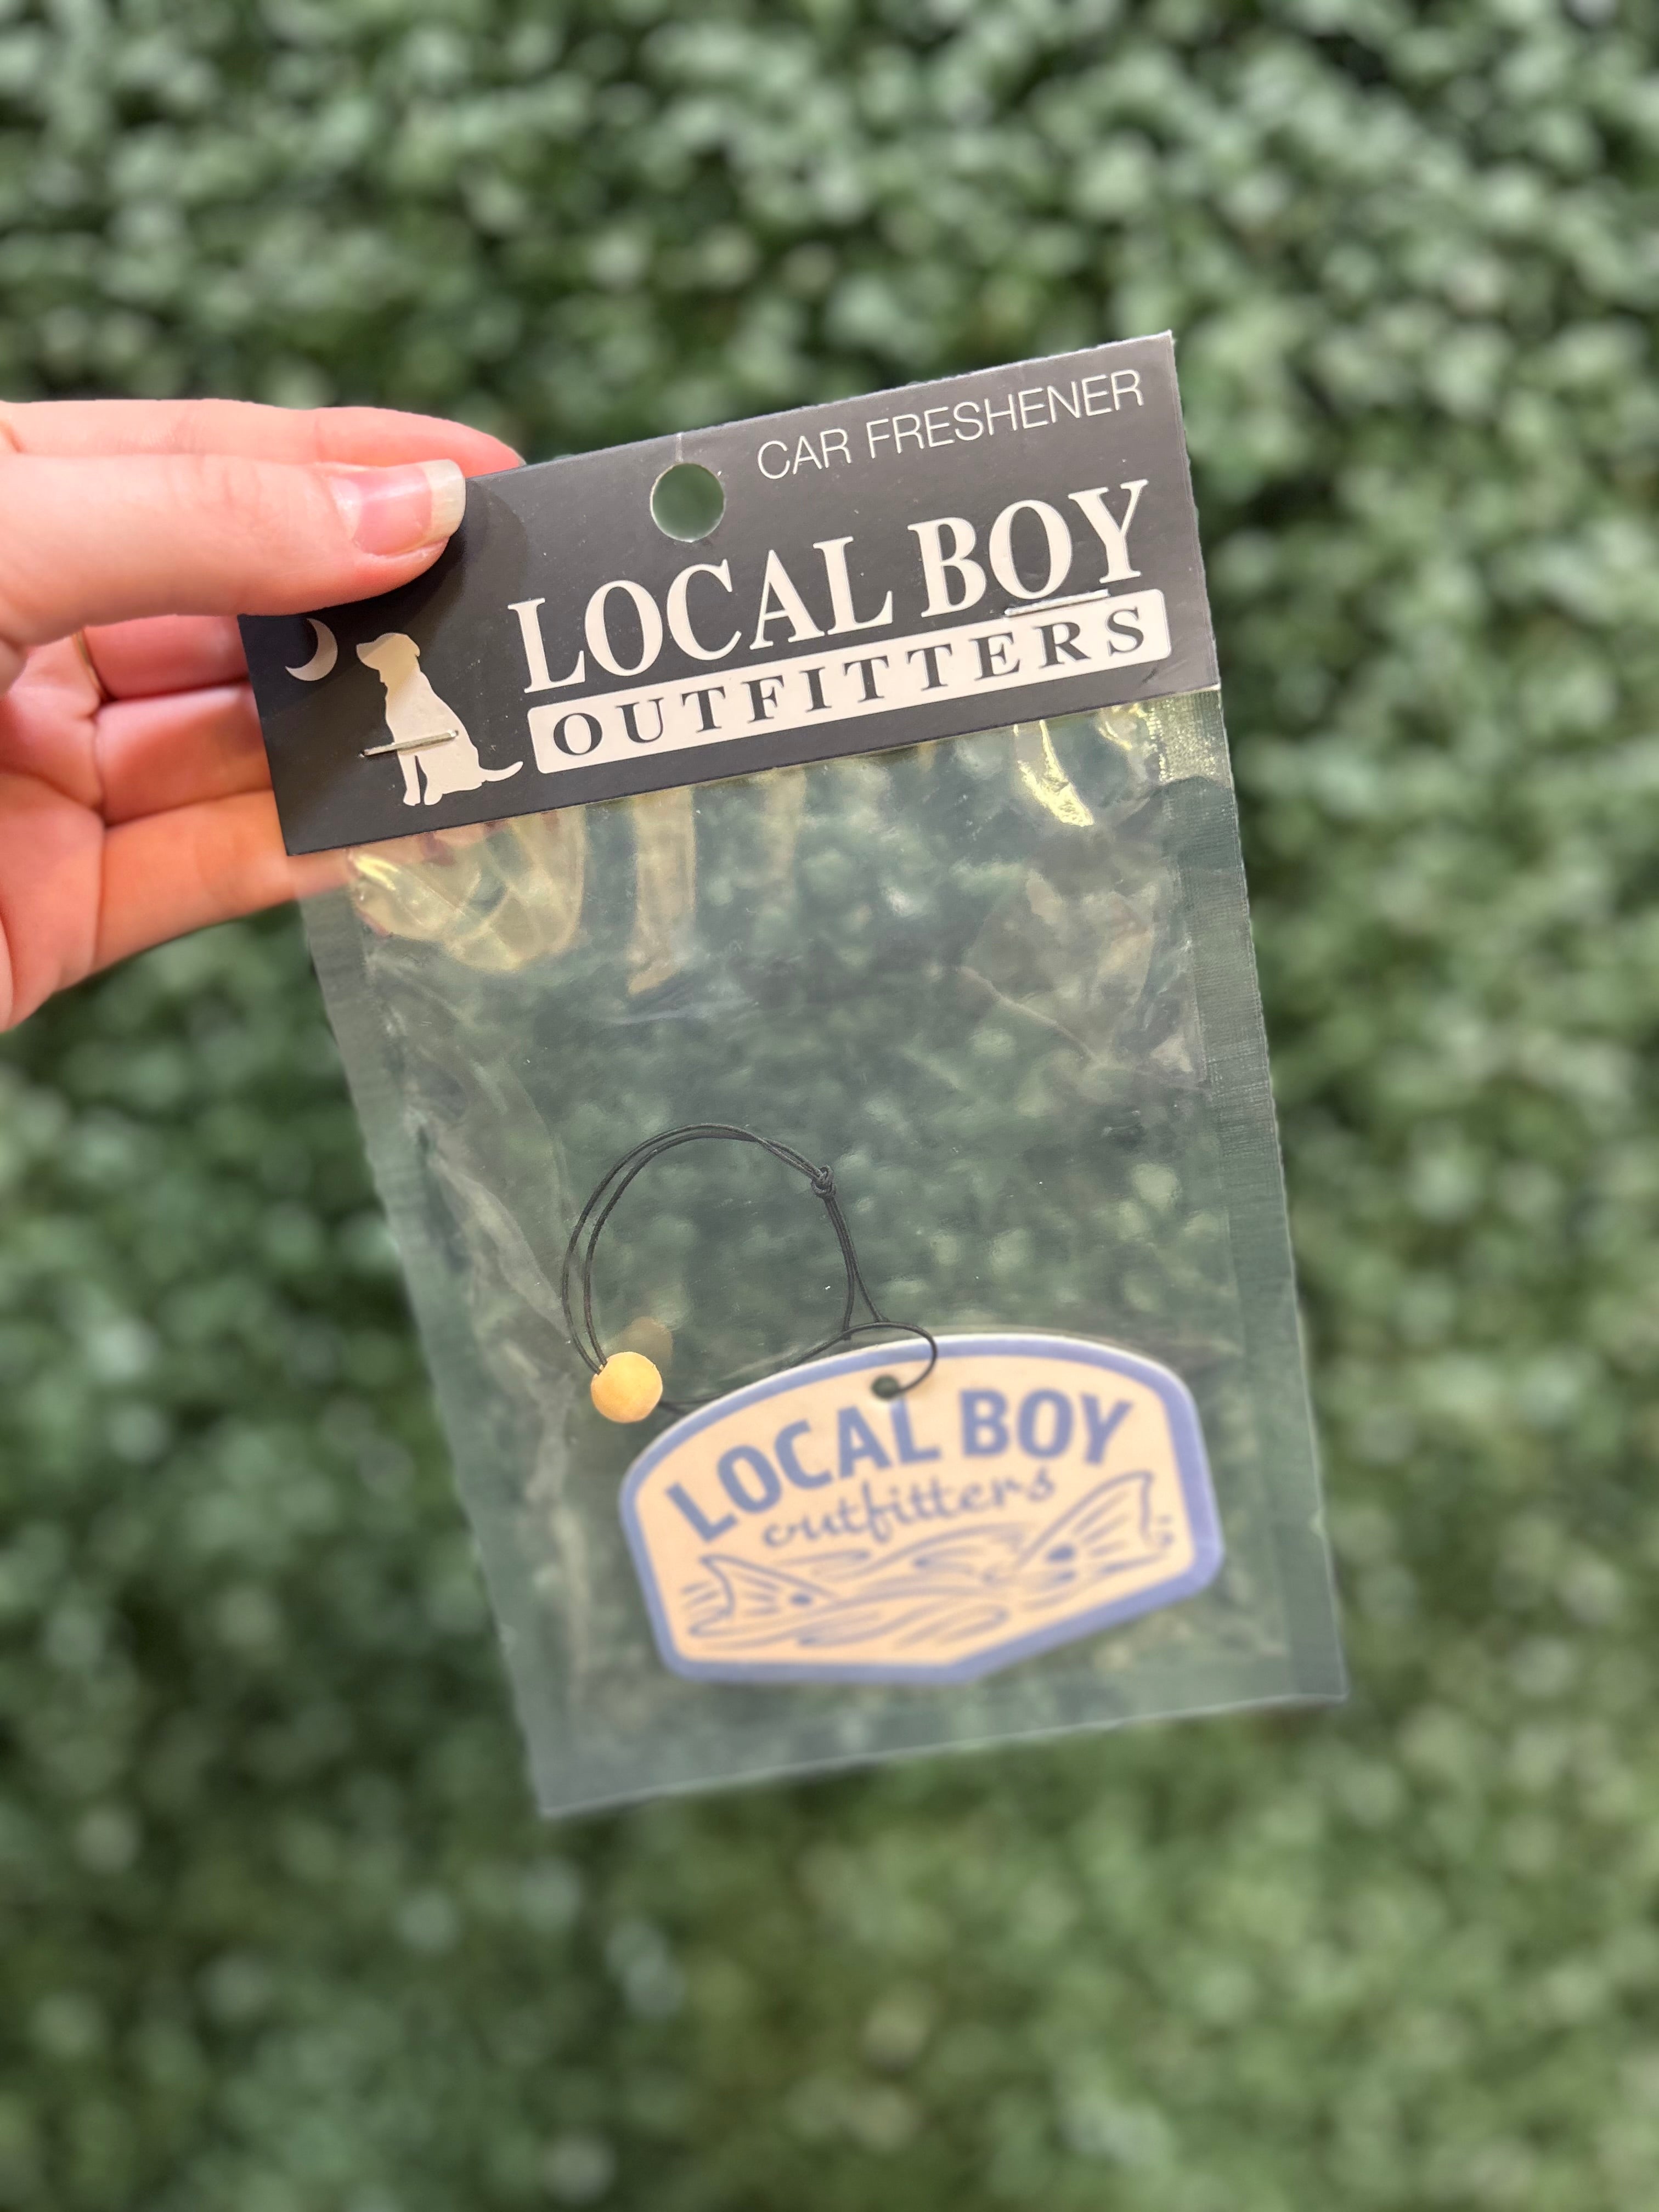 CAR FRESHENER
LOCAL BOY
OUTFITTERS
LOCAL BOY
outfitters